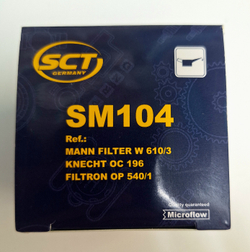 SCT
GERMANY
SM104
Ref.:
MANN FILTER W 610/3
KNECHT OC 196
FILTRON OP 540/1
Quality guaranteed
Microflow